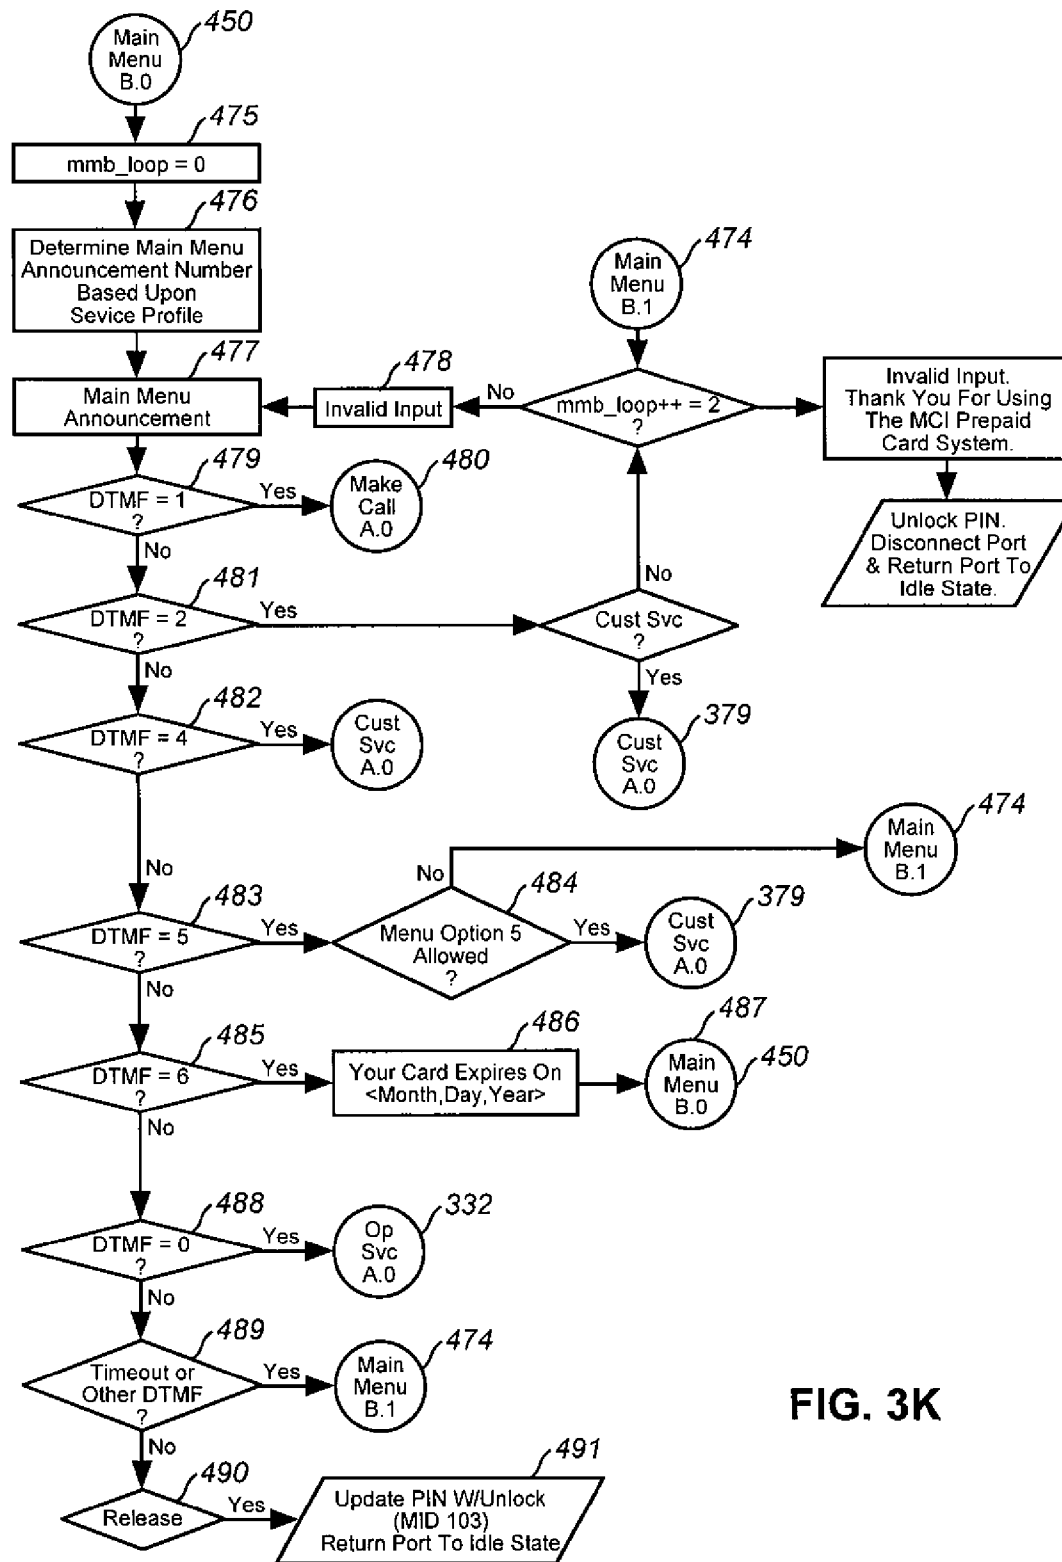 450
Main
Menu
B.0
475
mmb_loop = 0
476
Determine Main Menu
Announcement Number
Based Upon
Sevice Profile
474
Main
Menu
B.1
477
Main Menu
Announcement
478
Invalid Input
No
mmb_loop++ = 2
?
Invalid Input.
Thank You For Using
The MCI Prepaid
Card System.
Unlock PIN.
Disconnect Port
& Return Port To
Idle State.
479
DTMF = 1
?
Yes
480
Make
Call
A.0
No
481
DTMF = 2
?
Yes
No
Cust Svc
?
Yes
379
Cust
Svc
A.0
No
482
DTMF = 4
?
Yes
Cust
Svc
A.0
No
474
Main
Menu
B.1
483
DTMF = 5
?
Yes
No
484
Menu Option 5
Allowed
?
Yes
379
Cust
Svc
A.0
No
485
DTMF = 6
?
Yes
486
Your Card Expires On
<Month,Day,Year>
487
Main
Menu
B.0
450
No
488
DTMF = 0
?
Yes
332
Op
Svc
A.0
No
489
Timeout or
Other DTMF
?
Yes
474
Main
Menu
B.1
No
490
Release
Yes
491
Update PIN W/Unlock
(MID 103)
Return Port To Idle State
FIG. 3K